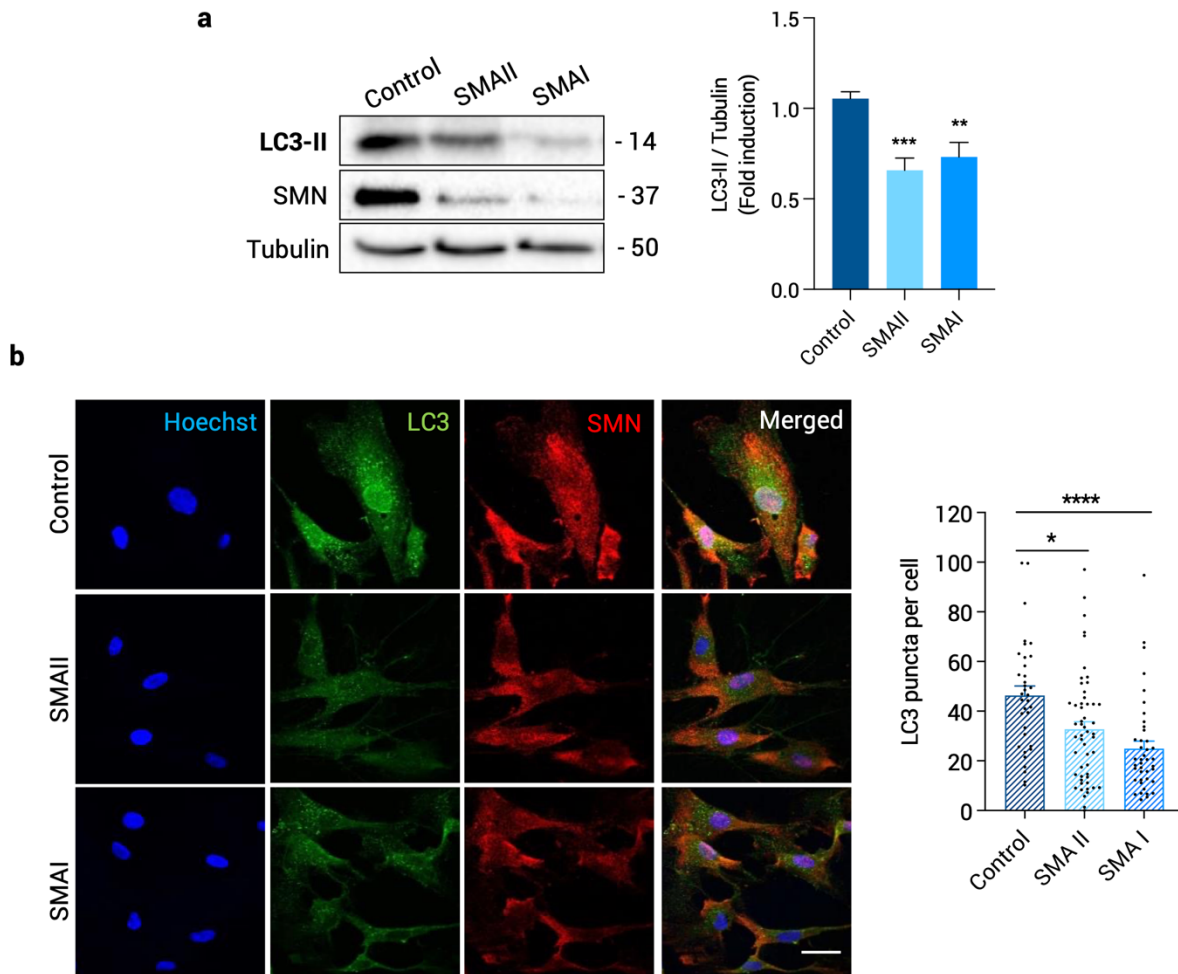 a
Control
SMAII
SMAI
LC3-II
- 14
SMN
- 37
Tubulin
- 50
LC3-II / Tubulin
(Fold induction)
1.5
1.0
0.5
0.0
***
**
Control
SMAII
SMAI
b
Hoechst
LC3
SMN
Merged
Control
SMAII
SMAI
LC3 puncta per cell
120
100
80
60
40
20
0
****
*
Control
SMA II
SMA I